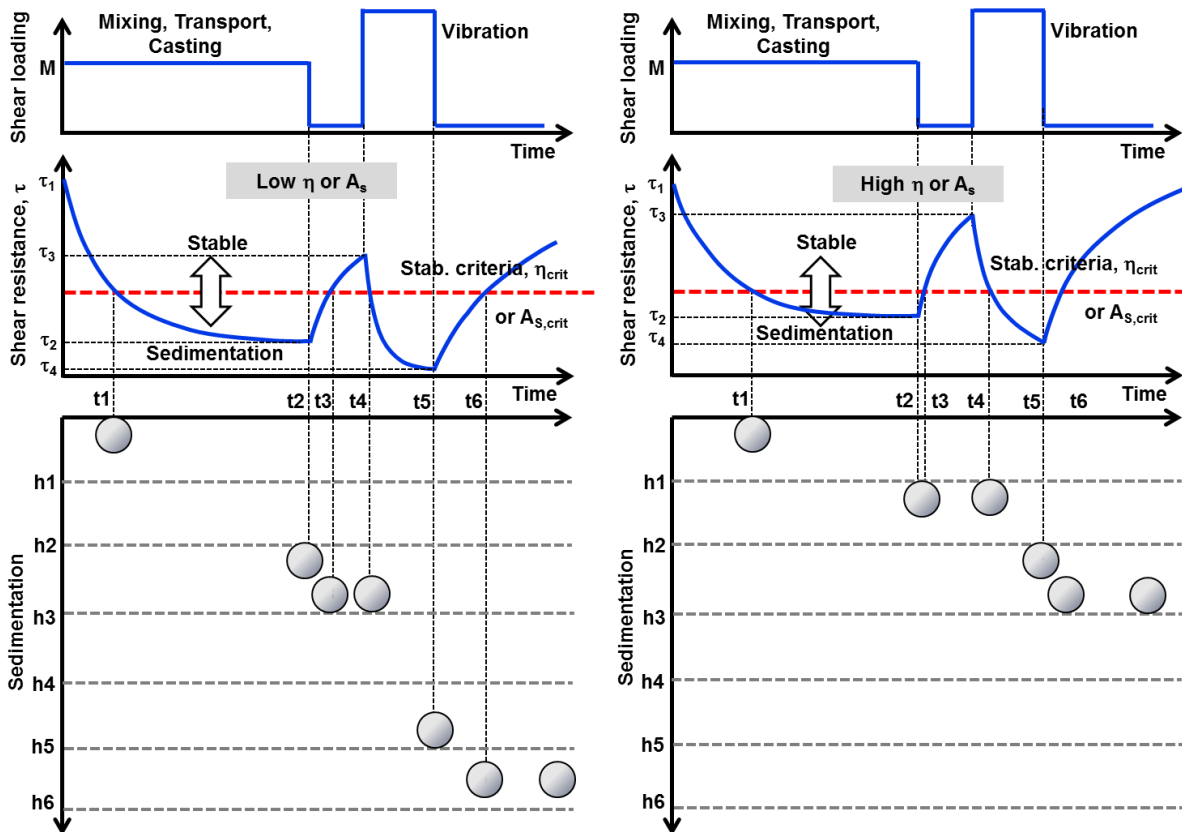 Shear loading
M
Mixing, Transport,
Casting
Vibration
Time
Shear resistance, τ
τ1
τ3
τ2
τ4
Low η or As
Stable
Sedimentation
Stab. criteria, ηcrit
or AS,crit
Time
t1
t2
t3
t4
t5
t6
Sedimentation
h1
h2
h3
h4
h5
h6
Shear loading
M
Mixing, Transport,
Casting
Vibration
Time
Shear resistance, τ
τ1
τ3
τ2
τ4
High η or As
Stable
Sedimentation
Stab. criteria, ηcrit
or AS,crit
Time
t1
t2
t3
t4
t5
t6
Sedimentation
h1
h2
h3
h4
h5
h6